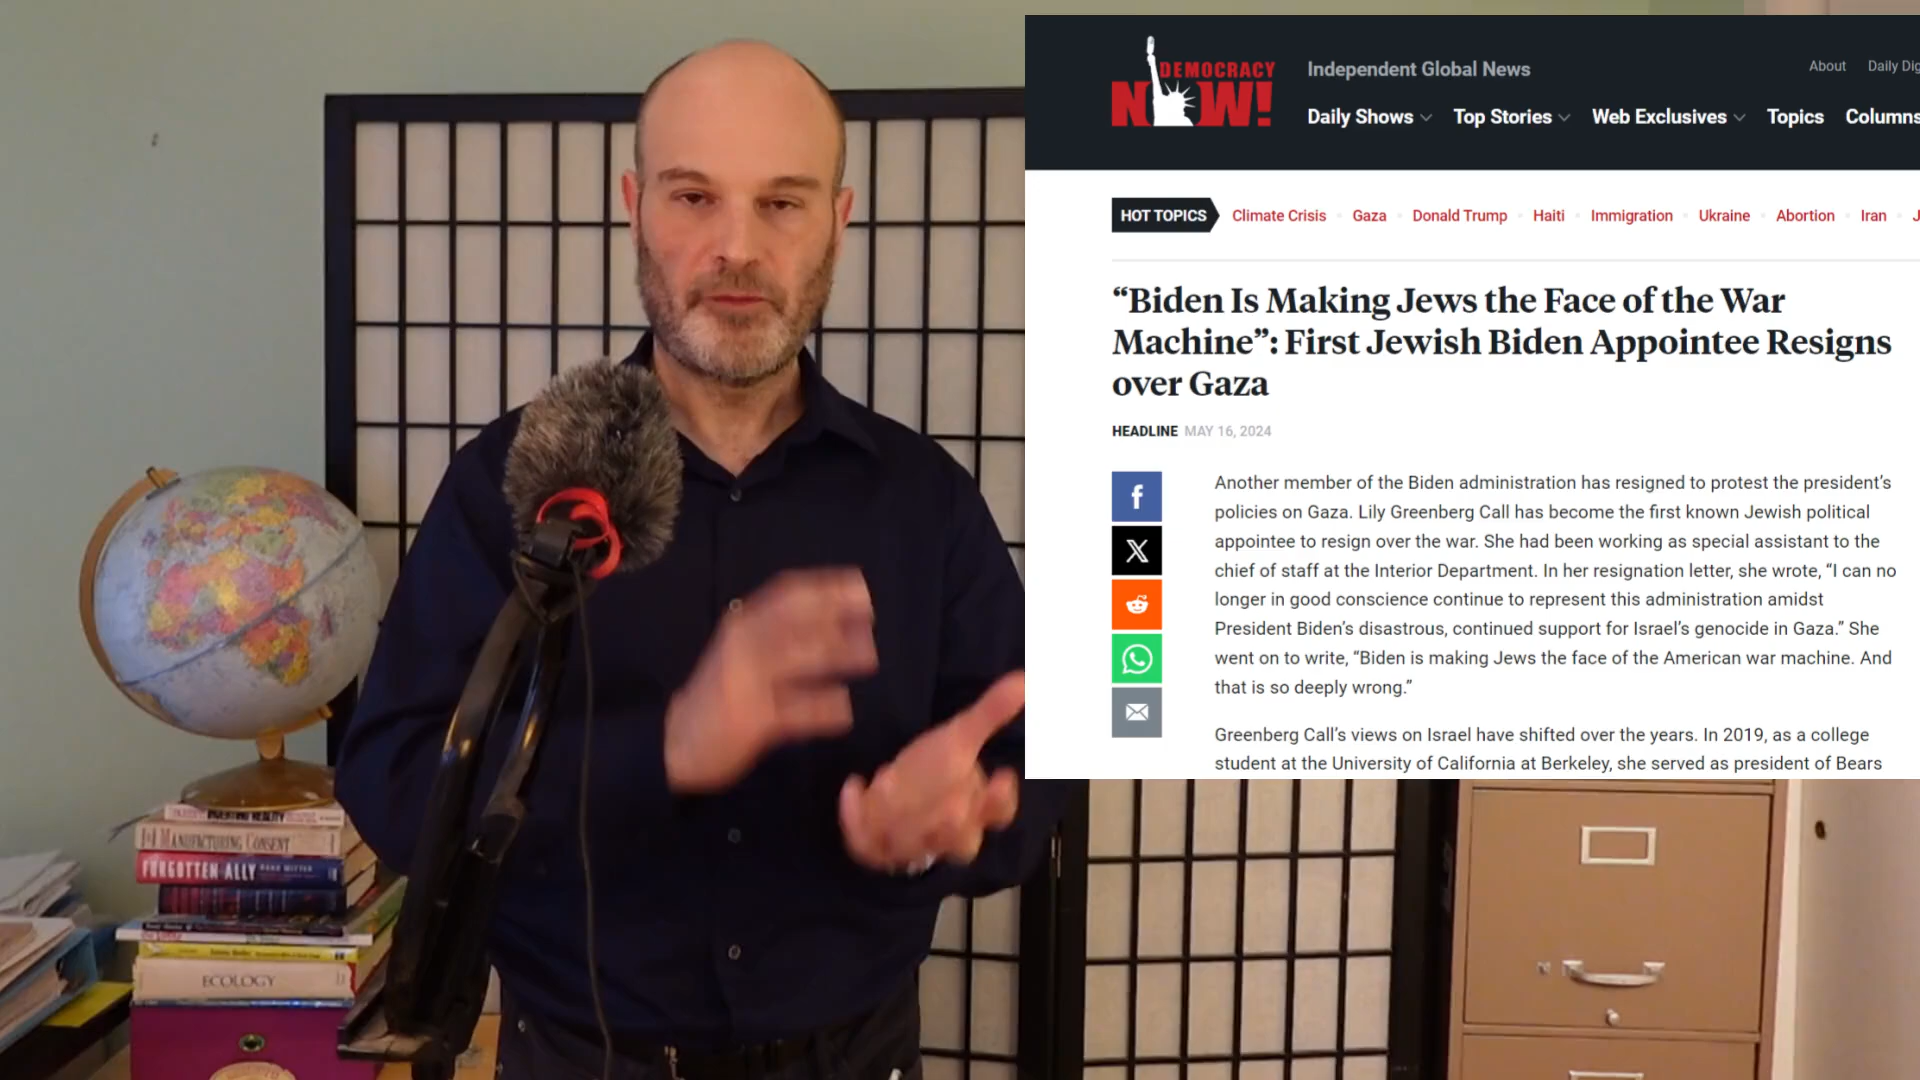 DEMOCRACY
NOW!
Independent Global News
About Daily Dig
Daily Shows Top Stories Web Exclusives Topics Columns
HOT TOPICS Climate Crisis Gaza Donald Trump Haiti Immigration Ukraine Abortion Iran J
“Biden Is Making Jews the Face of the War
Machine”: First Jewish Biden Appointee Resigns
over Gaza
HEADLINE MAY 16, 2024
Another member of the Biden administration has resigned to protest the president’s
policies on Gaza. Lily Greenberg Call has become the first known Jewish political
appointee to resign over the war. She had been working as special assistant to the
chief of staff at the Interior Department. In her resignation letter, she wrote, “I can no
longer in good conscience continue to represent this administration amidst
President Biden’s disastrous, continued support for Israel’s genocide in Gaza.” She
went on to write, “Biden is making Jews the face of the American war machine. And
that is so deeply wrong.”
Greenberg Call’s views on Israel have shifted over the years. In 2019, as a college
student at the University of California at Berkeley, she served as president of Bears
INVENTING REALITY
MANUFACTURING CONSENT
FORGOTTEN ALLY RANA MITTER
ECOLOGY